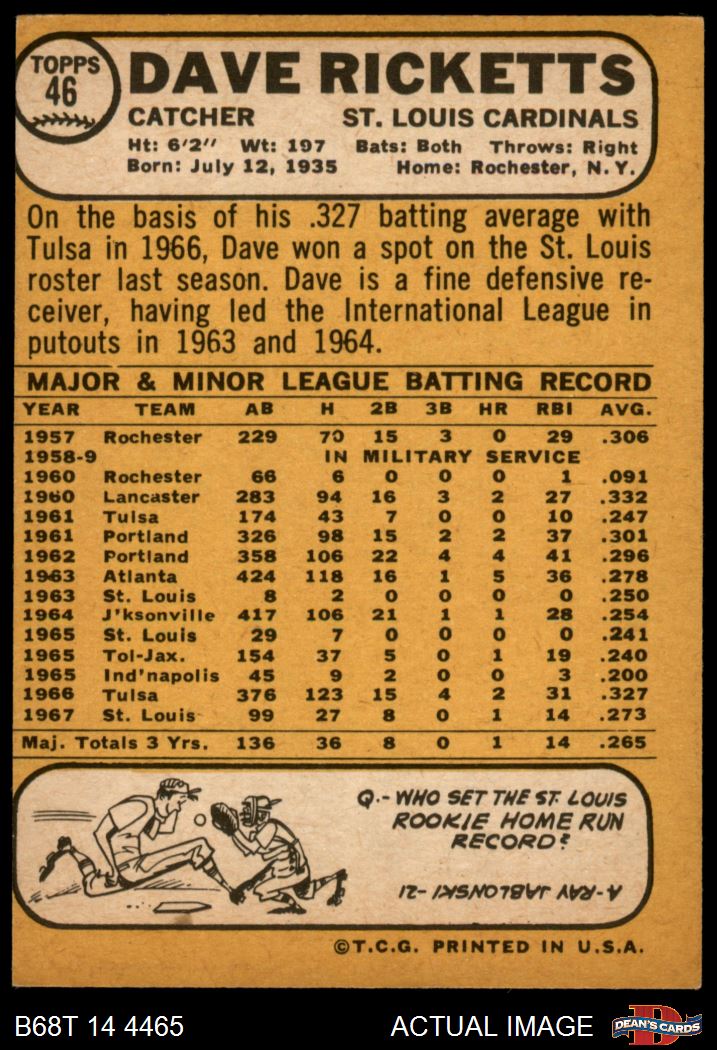 TOPPS
46
DAVE RICKETTS
CATCHER ST. LOUIS CARDINALS
Ht: 6'2" Wt: 197 Bats: Both Throws: Right
Born: July 12, 1935 Home: Rochester, N.Y.
On the basis of his .327 batting average with
Tulsa in 1966, Dave won a spot on the St. Louis
roster last season. Dave is a fine defensive re-
ceiver, having led the International League in
putouts in 1963 and 1964.
MAJOR & MINOR LEAGUE BATTING RECORD
YEAR TEAM AB H 2B 3B HR RBI AVG.
1957 Rochester 229 70 15 3 0 29 .306
1958-9 IN MILITARY SERVICE
1960 Rochester 66 6 0 0 0 1 .091
1960 Lancaster 283 94 16 3 2 27 .332
1961 Tulsa 174 43 7 0 0 10 .247
1961 Portland 326 98 15 2 2 37 .301
1962 Portland 358 106 22 4 4 41 .296
1963 Atlanta 424 118 16 1 5 36 .278
1963 St. Louis 8 2 0 0 0 0 .250
1964 J'ksonville 417 106 21 1 1 28 .254
1965 St. Louis 29 7 0 0 0 0 .241
1965 Tol-Jax. 154 37 5 0 1 19 .240
1965 Ind'napolis 45 9 2 0 0 3 .200
1966 Tulsa 376 123 15 4 2 31 .327
1967 St. Louis 99 27 8 0 1 14 .273
Maj. Totals 3 Yrs. 136 36 8 0 1 14 .265
Q.- WHO SET THE ST. LOUIS
ROOKIE HOME RUN
RECORD?
A-RAY JABLONSKI -21
©T.C.G. PRINTED IN U.S.A.
B68T 14 4465 ACTUAL IMAGE
D
DEAN'S CARDS